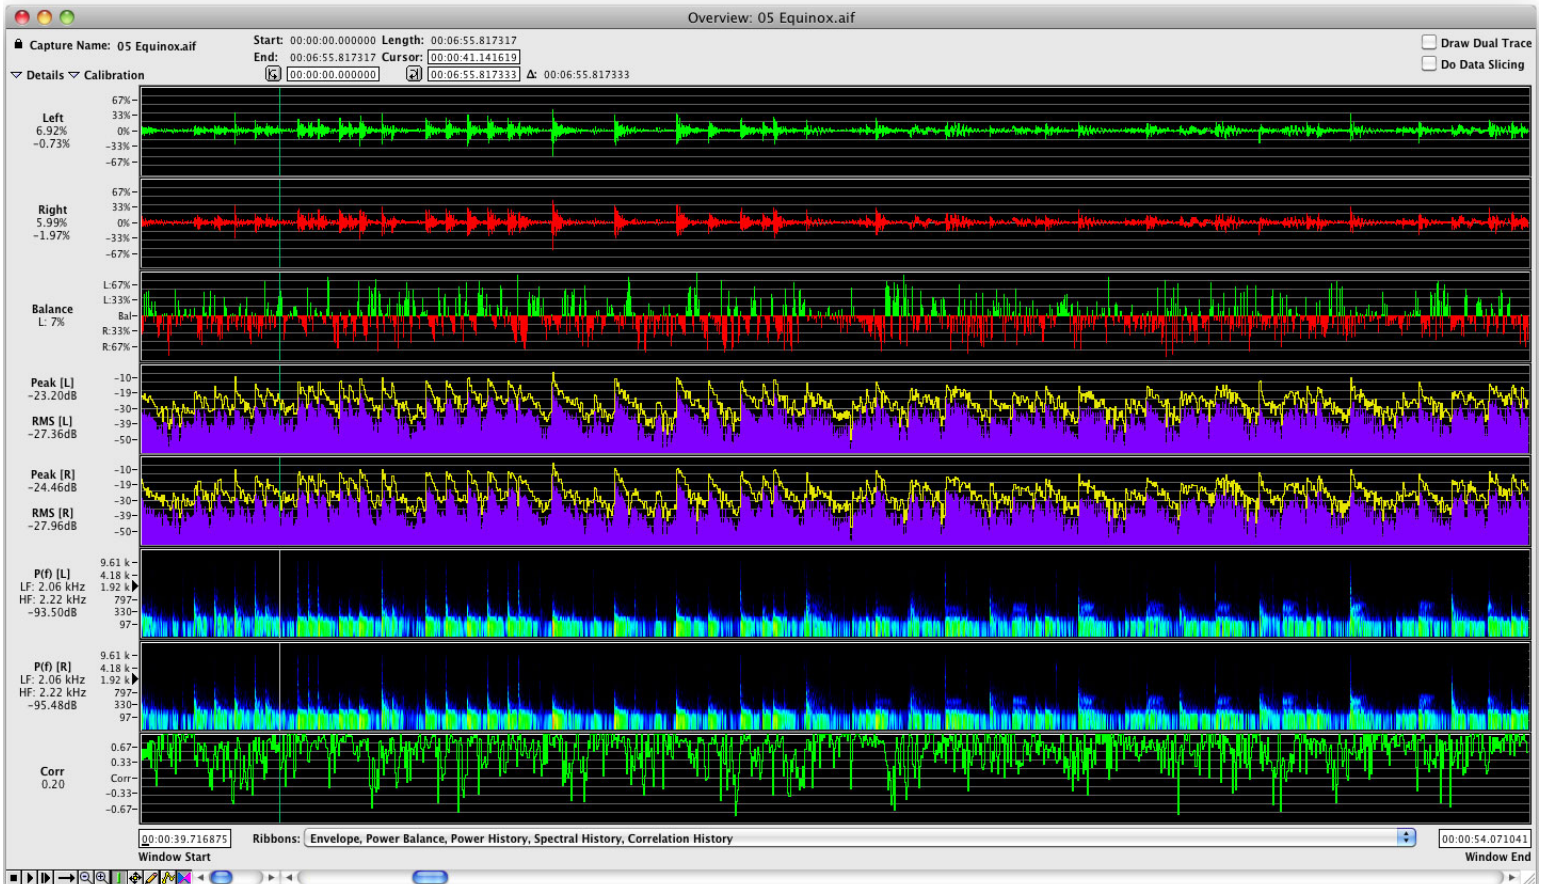 Overview: 05 Equinox.aif
Capture Name: 05 Equinox.aif
Start: 00:00:00.000000 Length: 00:06:55.817317
End: 00:06:55.817317 Cursor: 00:00:41.141619
00:00:00.000000 00:06:55.817333 Δ: 00:06:55.817333
Draw Dual Trace
Do Data Slicing
Details Calibration
Left
6.92%
-0.73%
67%
33%
0%
-33%
-67%
Right
5.99%
-1.97%
67%
33%
0%
-33%
-67%
Balance
L: 7%
L:67%
L:33%
Bal
R:33%
R:67%
Peak [L]
-23.20dB
RMS [L]
-27.36dB
-10
-19
-30
-39
-50
Peak [R]
-24.46dB
RMS [R]
-27.96dB
-10
-19
-30
-39
-50
P(f) [L]
LF: 2.06 kHz
HF: 2.22 kHz
-93.50dB
9.61 k
4.18 k
1.92 k
797
330
97
P(f) [R]
LF: 2.06 kHz
HF: 2.22 kHz
-95.48dB
9.61 k
4.18 k
1.92 k
797
330
97
Corr
0.20
0.67
0.33
Corr
-0.33
-0.67
00:00:39.716875
Window Start
Ribbons: Envelope, Power Balance, Power History, Spectral History, Correlation History
00:00:54.071041
Window End